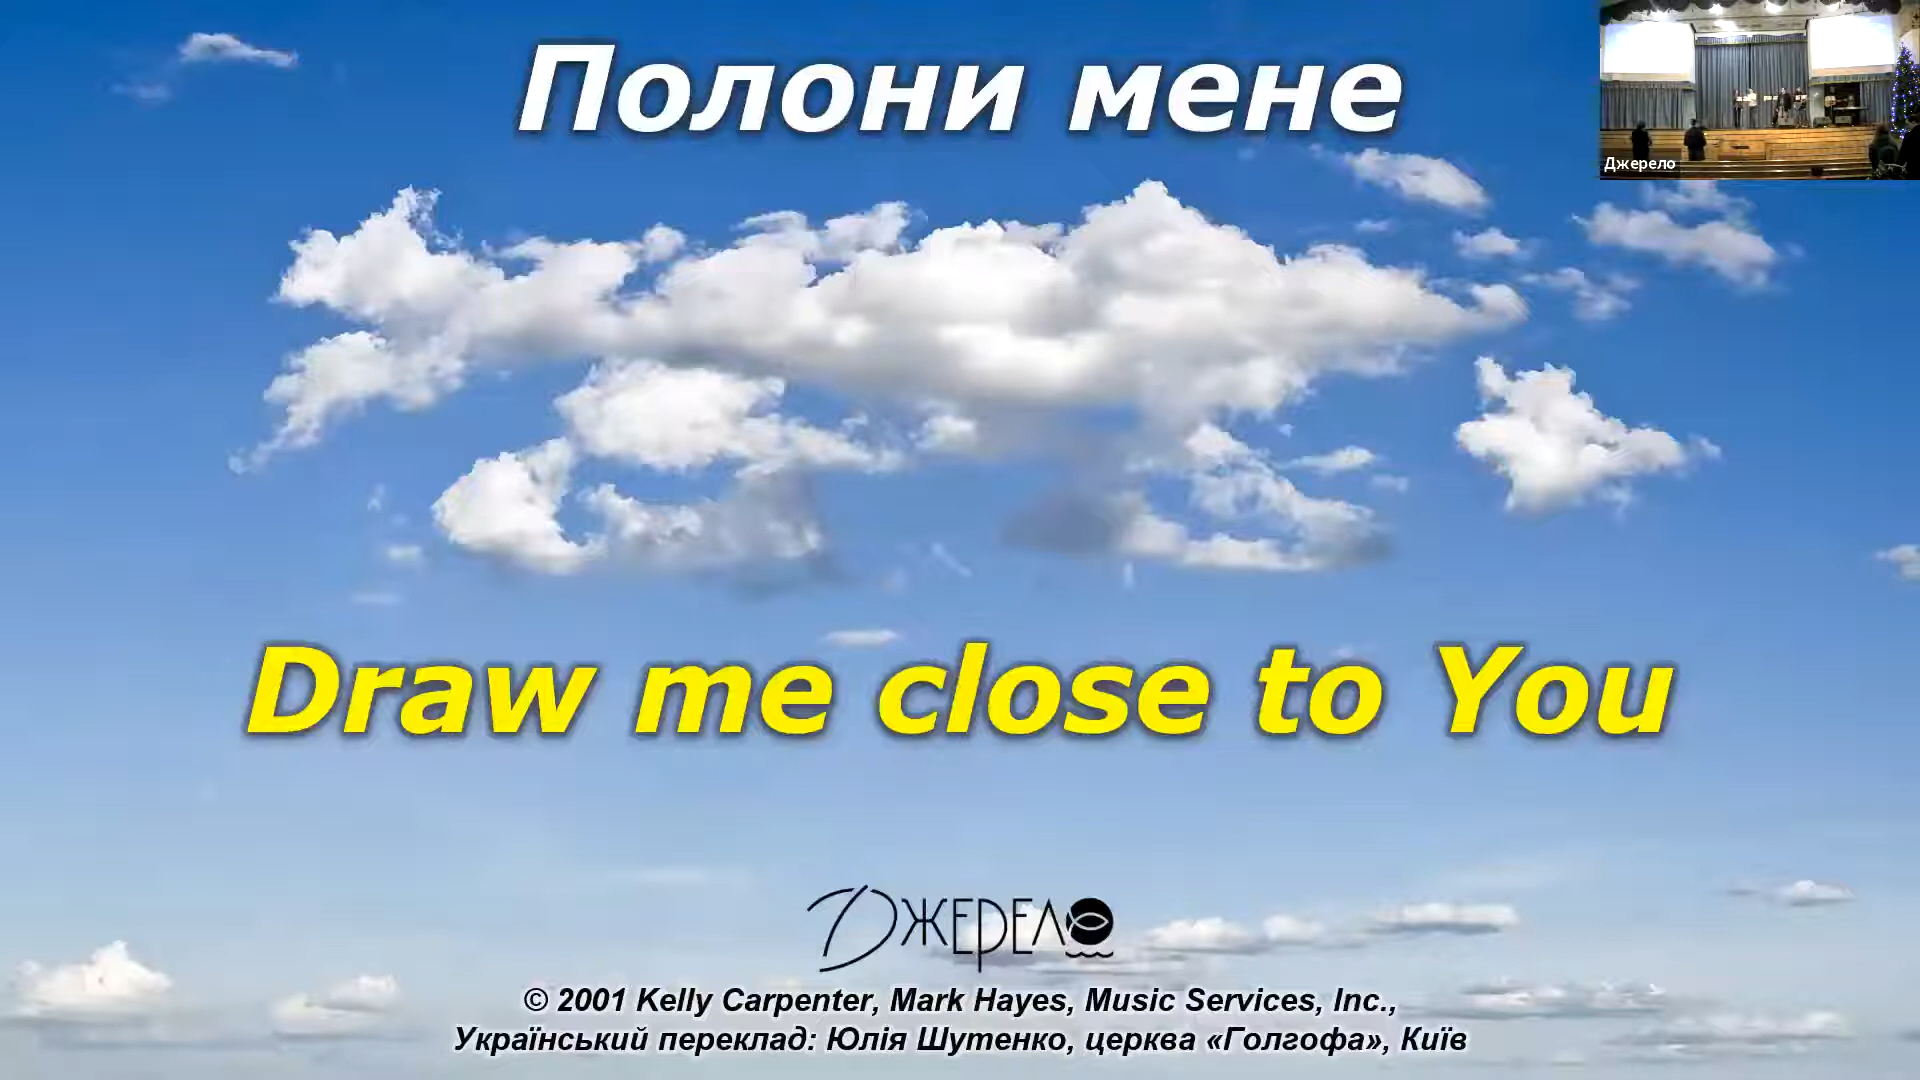 Полони мене
Джерело
Draw me close to You
Джерело
© 2001 Kelly Carpenter, Mark Hayes, Music Services, Inc.,
Український переклад: Юлія Шутенко, церква «Голгофа», Київ